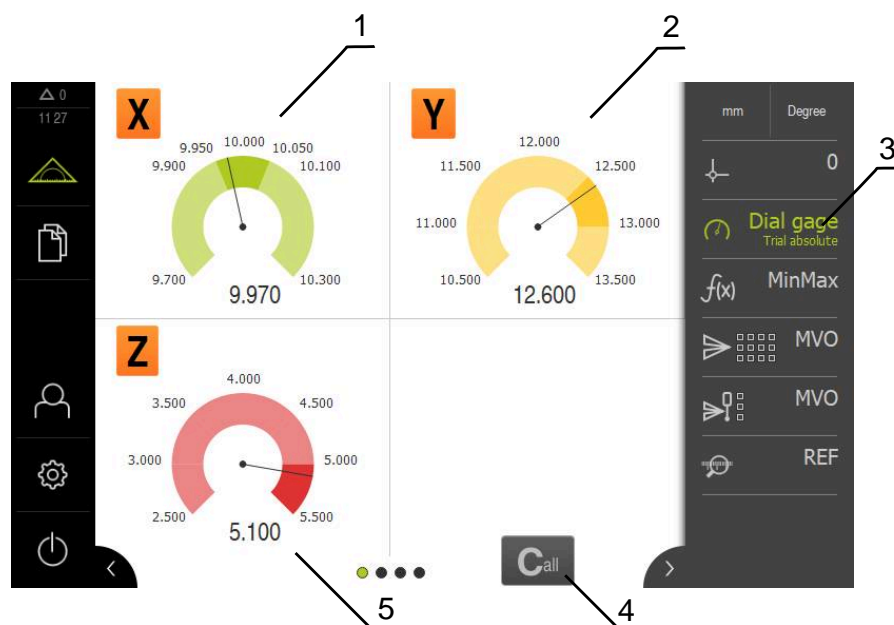 1
2
0
11 27
X
9.700
9.900
9.950
10.000
10.050
10.100
10.300
9.970
Y
10.500
11.000
11.500
12.000
12.500
13.000
13.500
12.600
mm
Degree
0
3
Dial gage
Trial absolute
f(x)
MinMax
MVO
MVO
REF
Z
2.500
3.000
3.500
4.000
4.500
5.000
5.500
5.100
Call
5
4